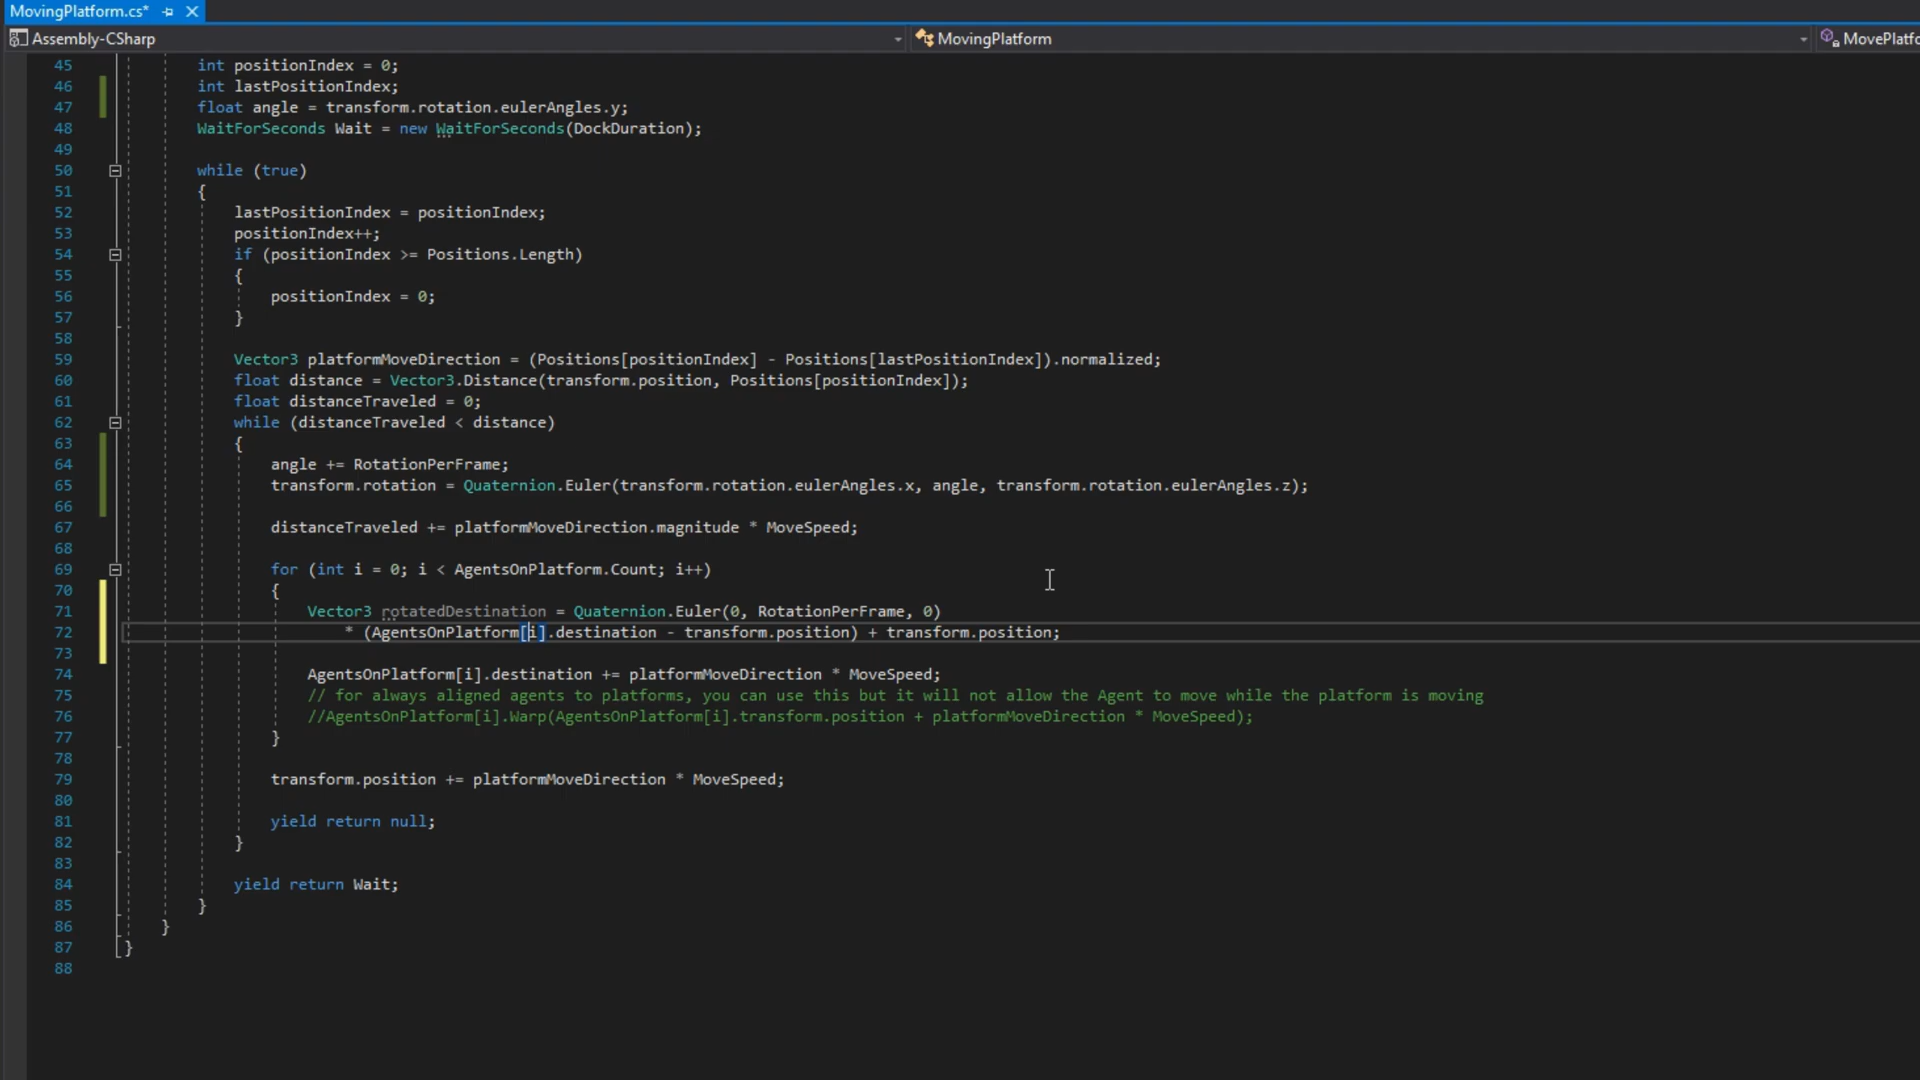 MovingPlatform.cs*
Assembly-CSharp
MovingPlatform
MovePlatfo
45 int positionIndex = 0;
46 int lastPositionIndex;
47 float angle = transform.rotation.eulerAngles.y;
48 WaitForSeconds Wait = new WaitForSeconds(DockDuration);
49
50 while (true)
51 {
52 lastPositionIndex = positionIndex;
53 positionIndex++;
54 if (positionIndex >= Positions.Length)
55 {
56 positionIndex = 0;
57 }
58
59 Vector3 platformMoveDirection = (Positions[positionIndex] - Positions[lastPositionIndex]).normalized;
60 float distance = Vector3.Distance(transform.position, Positions[positionIndex]);
61 float distanceTraveled = 0;
62 while (distanceTraveled < distance)
63 {
64 angle += RotationPerFrame;
65 transform.rotation = Quaternion.Euler(transform.rotation.eulerAngles.x, angle, transform.rotation.eulerAngles.z);
66
67 distanceTraveled += platformMoveDirection.magnitude * MoveSpeed;
68
69 for (int i = 0; i < AgentsOnPlatform.Count; i++)
70 {
71 Vector3 rotatedDestination = Quaternion.Euler(0, RotationPerFrame, 0)
72 * (AgentsOnPlatform[i].destination - transform.position) + transform.position;
73
74 AgentsOnPlatform[i].destination += platformMoveDirection * MoveSpeed;
75 // for always aligned agents to platforms, you can use this but it will not allow the Agent to move while the platform is moving
76 //AgentsOnPlatform[i].Warp(AgentsOnPlatform[i].transform.position + platformMoveDirection * MoveSpeed);
77 }
78
79 transform.position += platformMoveDirection * MoveSpeed;
80
81 yield return null;
82 }
83
84 yield return Wait;
85 }
86 }
87 }
88